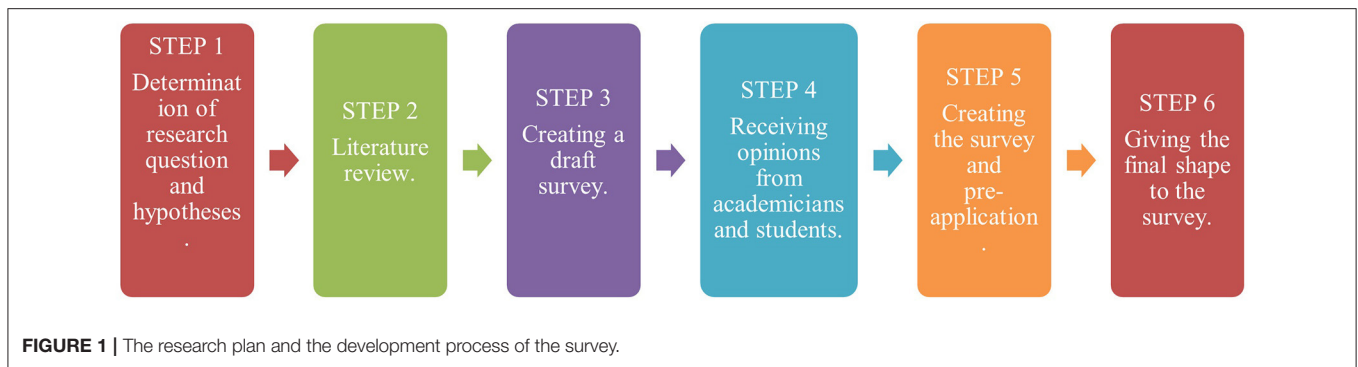 STEP 1
Determinat
ion of
research
question
and
hypotheses
.
STEP 2
Literature
review.
STEP 3
Creating a
draft
survey.
STEP 4
Receiving
opinions
from
academicians
and students.
STEP 5
Creating
the survey
and
pre-
application
.
STEP 6
Giving the
final shape
to the
survey.
FIGURE 1 | The research plan and the development process of the survey.